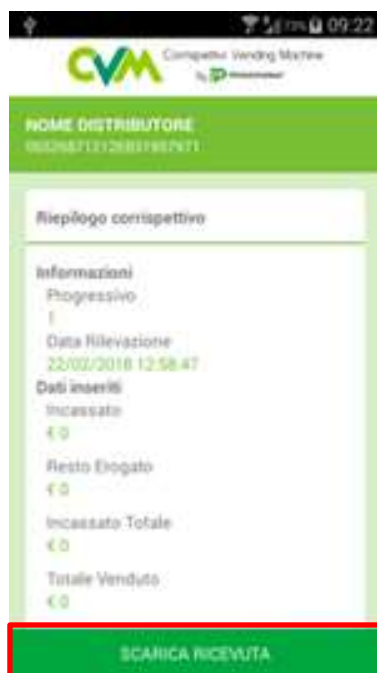 09:22
CVM Corrispettivi Vending Machine
by
NOME DISTRIBUTORE
Riepilogo corrispettivo
Informazioni
Progressivo
1
Data Rilevazione
22/02/2018 12:58:47
Dati inseriti
Incassato
€ 0
Resto Erogato
€ 0
Incassato Totale
€ 0
Totale Venduto
€ 0
SCARICA RICEVUTA